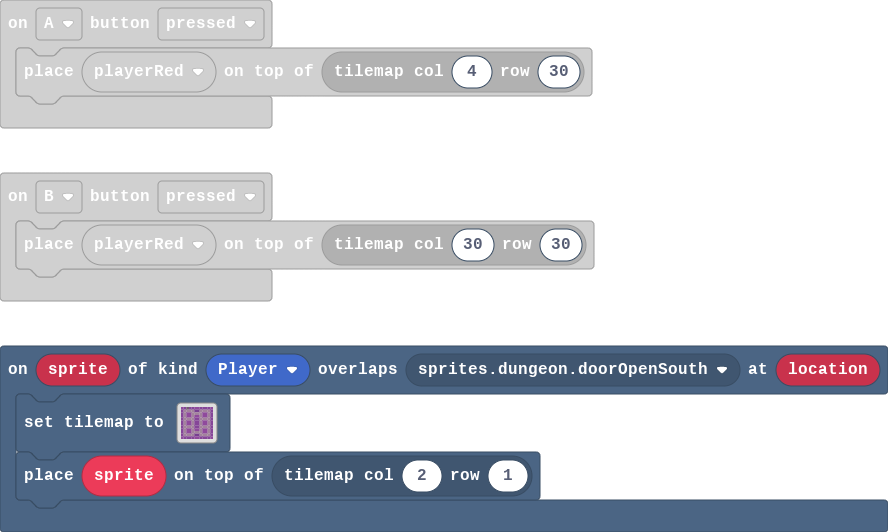 on A button pressed
place playerRed on top of tilemap col 4 row 30
on B button pressed
place playerRed on top of tilemap col 30 row 30
on sprite of kind Player overlaps sprites.dungeon.doorOpenSouth at location
set tilemap to
place sprite on top of tilemap col 2 row 1